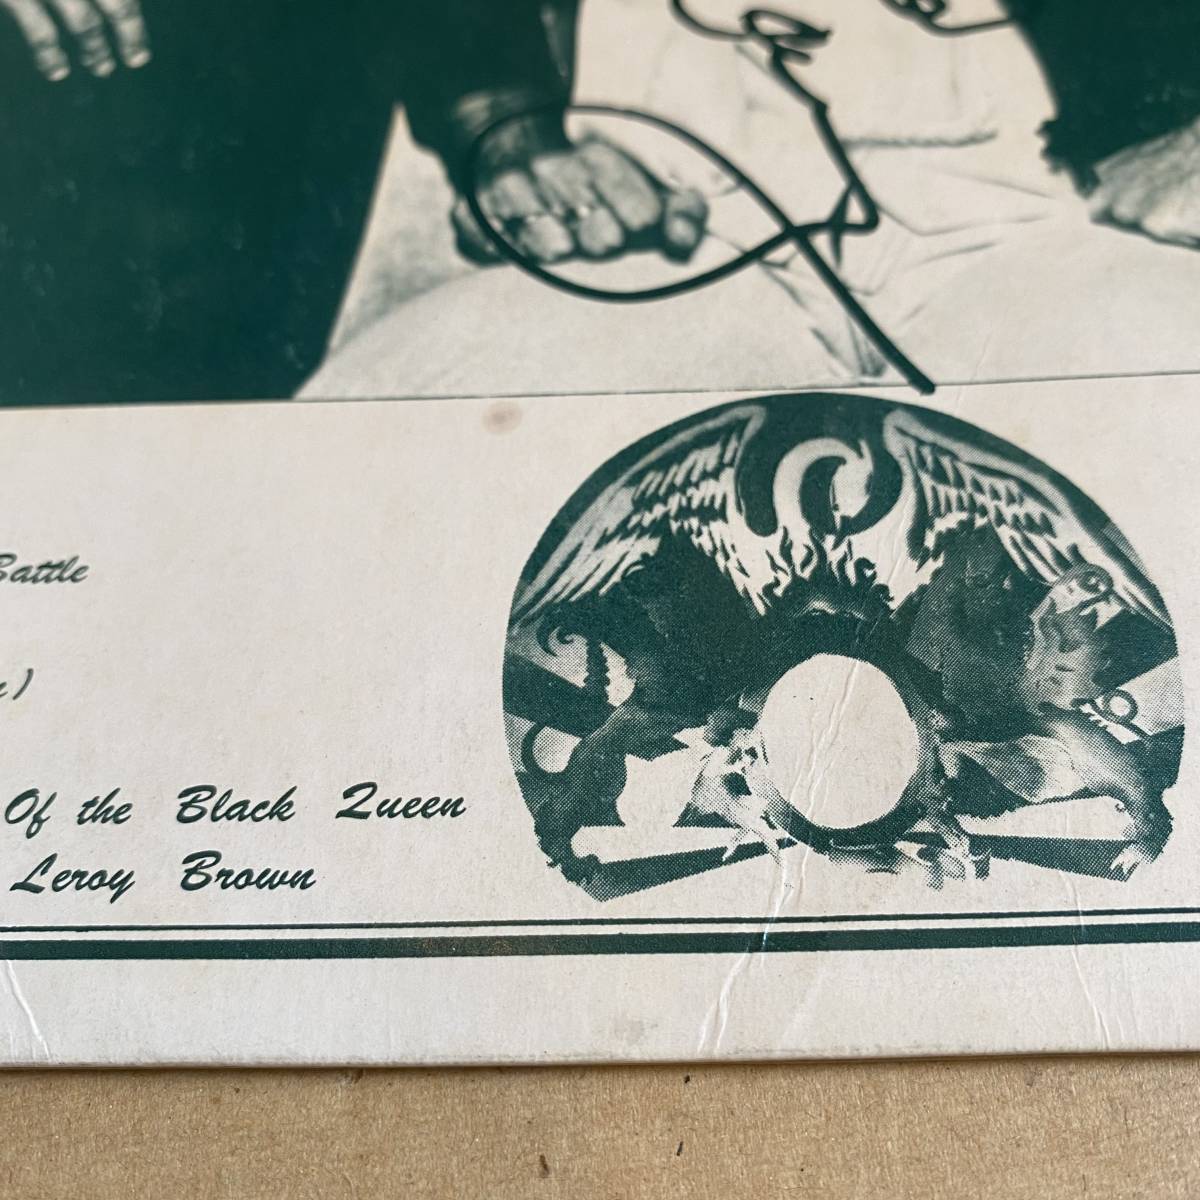 Battle
)
Of the Black Queen
Leroy Brown